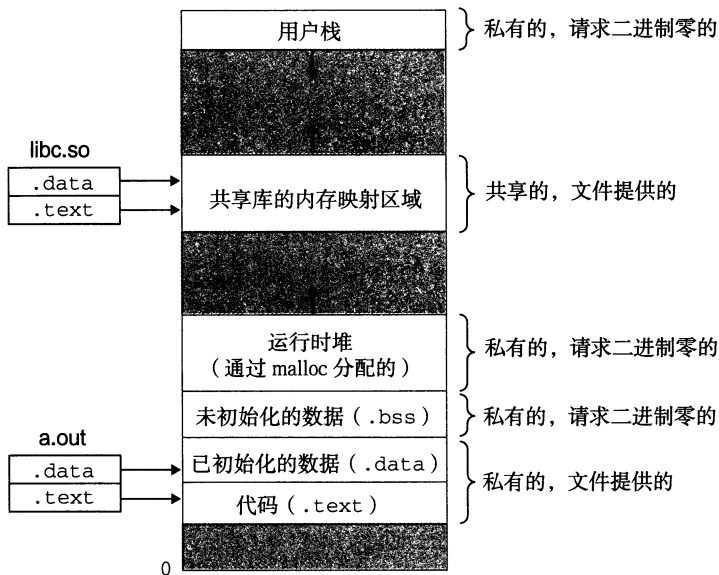 用户栈
私有的，请求二进制零的
libc.so
.data
.text
共享库的内存映射区域
共享的，文件提供的
运行时堆
（通过 malloc 分配的）
私有的，请求二进制零的
未初始化的数据（.bss）
私有的，请求二进制零的
a.out
.data
.text
已初始化的数据（.data）
代码（.text）
私有的，文件提供的
0